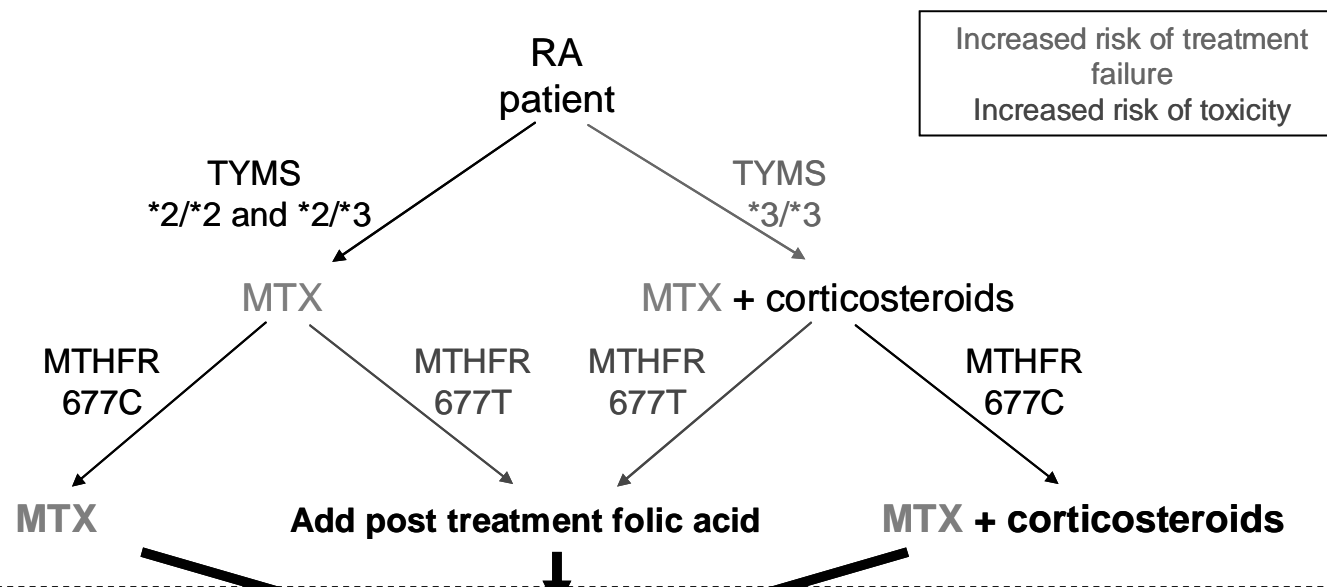 RA
patient
Increased risk of treatment
failure
Increased risk of toxicity
TYMS
*2/*2 and *2/*3
TYMS
*3/*3
MTX
MTX + corticosteroids
MTHFR
677C
MTHFR
677T
MTHFR
677T
MTHFR
677C
MTX
Add post treatment folic acid
MTX + corticosteroids